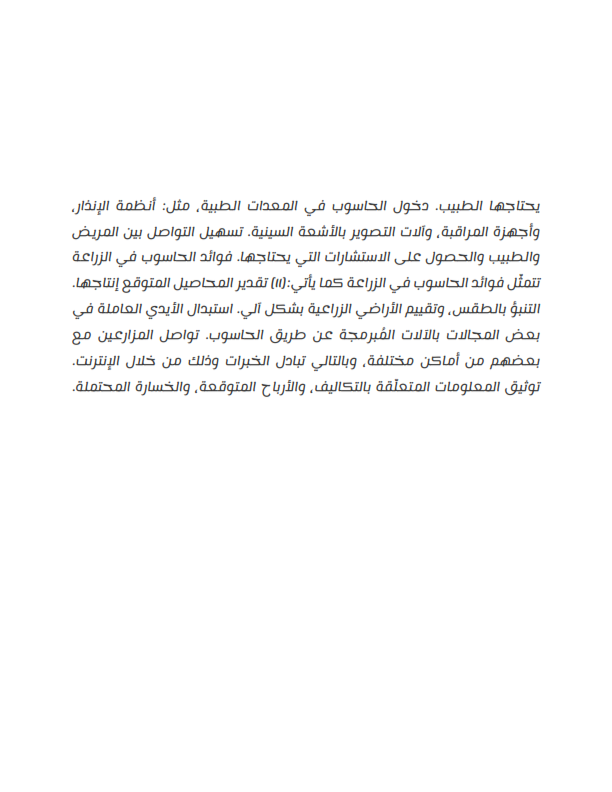 يحتاجها الطبيب. دخول الحاسوب في المعدات الطبية، مثل: أنظمة الإنذار،
وأجهزة المراقبة، وآلات التصوير بالأشعة السينية. تسهيل التواصل بين المريض
والطبيب والحصول على الاستشارات التي يحتاجها. فوائد الحاسوب في الزراعة
تتمثّل فوائد الحاسوب في الزراعة كما يأتي:[١١] تقدير المحاصيل المتوقع إنتاجها.
التنبؤ بالطقس، وتقييم الأراضي الزراعية بشكل آلي. استبدال الأيدي العاملة في
بعض المجالات بالآلات المُبرمجة عن طريق الحاسوب. تواصل المزارعين مع
بعضهم من أماكن مختلفة، وبالتالي تبادل الخبرات وذلك من خلال الإنترنت.
توثيق المعلومات المتعلّقة بالتكاليف، والأرباح المتوقعة، والخسارة المحتملة.